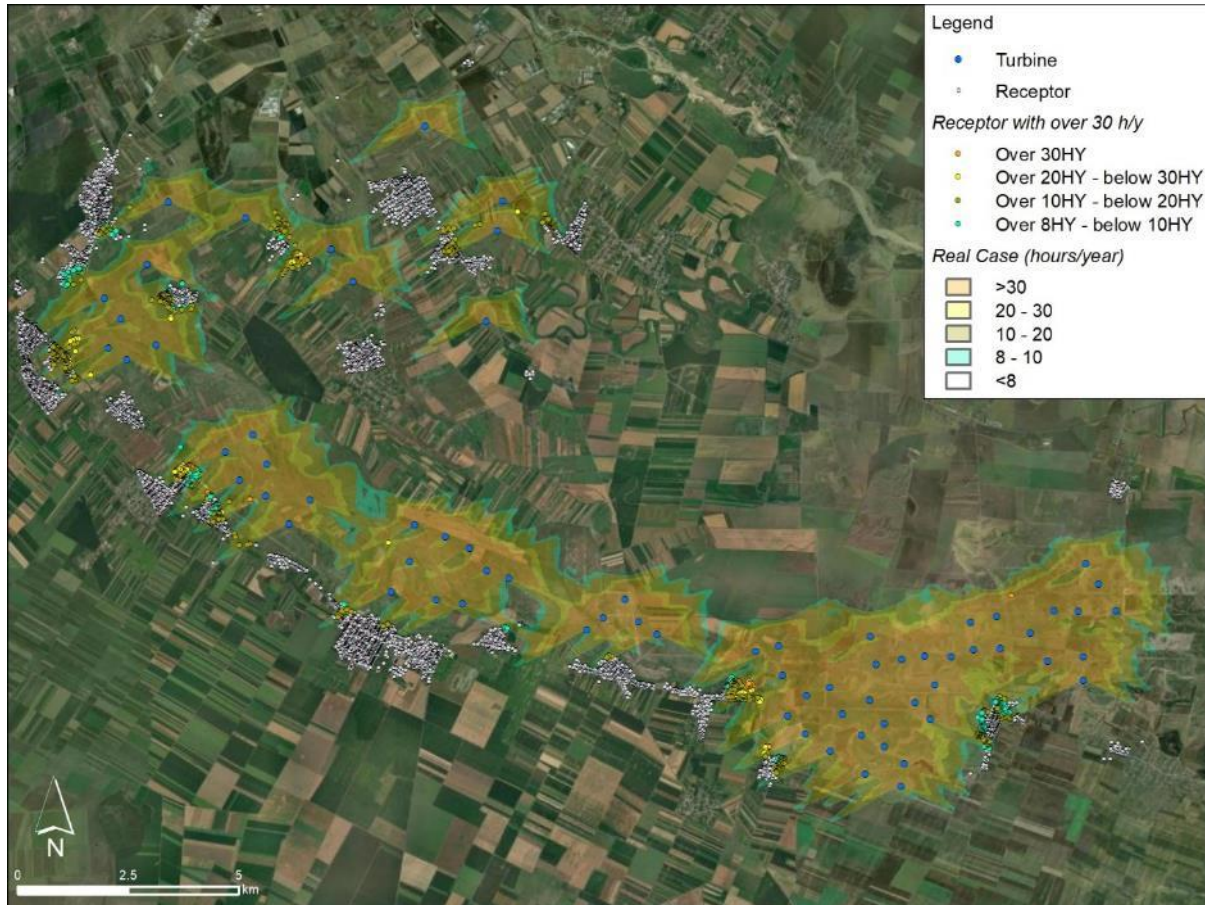 Legend
Turbine
Receptor
Receptor with over 30 h/y
Over 30HY
Over 20HY - below 30HY
Over 10HY - below 20HY
Over 8HY - below 10HY
Real Case (hours/year)
>30
20 - 30
10 - 20
8 - 10
<8
N
0 2.5 5
km